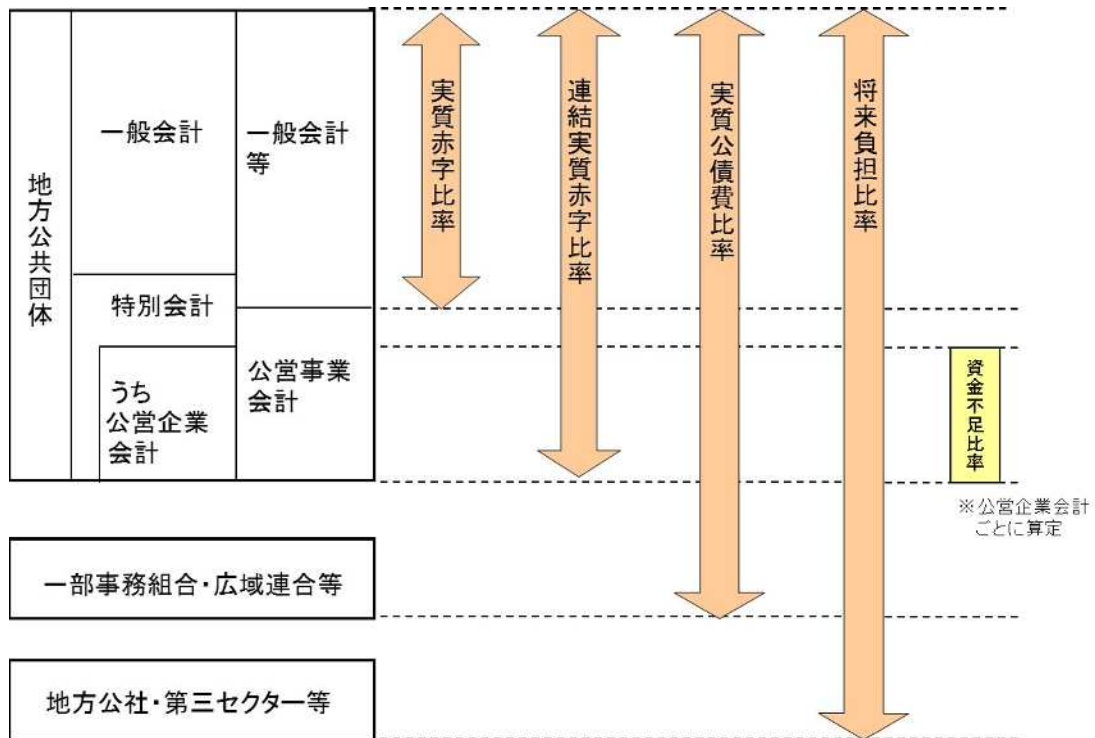 地方公共団体
一般会計
特別会計
うち
公営企業
会計
一般会計
等
公営事業
会計
実質赤字比率
連結実質赤字比率
実質公債費比率
将来負担比率
資金不足比率
※公営企業会計
ごとに算定
一部事務組合・広域連合等
地方公社・第三セクター等